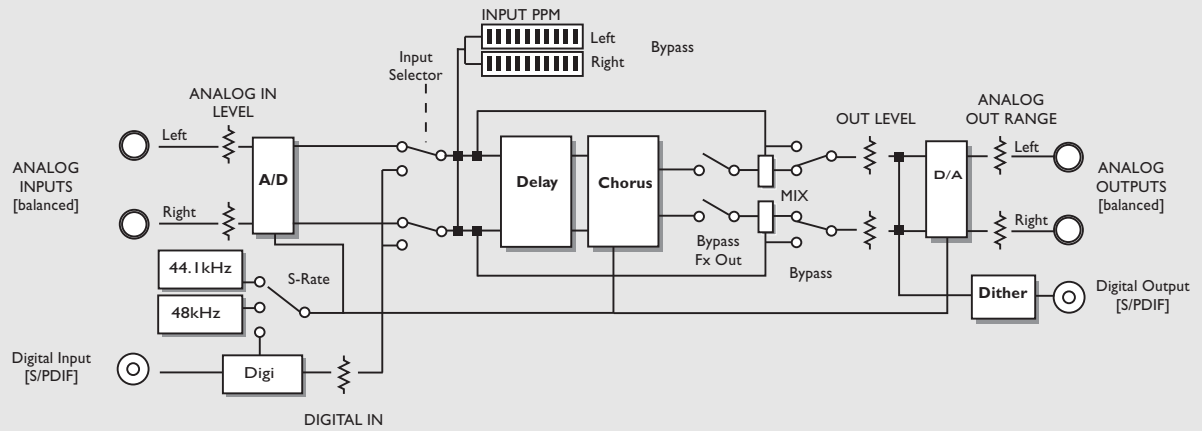 INPUT PPM
Left
Right
Bypass
Input
Selector
ANALOG IN
LEVEL
OUT LEVEL
ANALOG
OUT RANGE
Left
Left
ANALOG
INPUTS
[balanced]
A/D
Delay
Chorus
MIX
D/A
ANALOG
OUTPUTS
[balanced]
Right
Right
Bypass
Fx Out
Bypass
44.1kHz
S-Rate
48kHz
Dither
Digital Output
[S/PDIF]
Digital Input
[S/PDIF]
Digi
DIGITAL IN